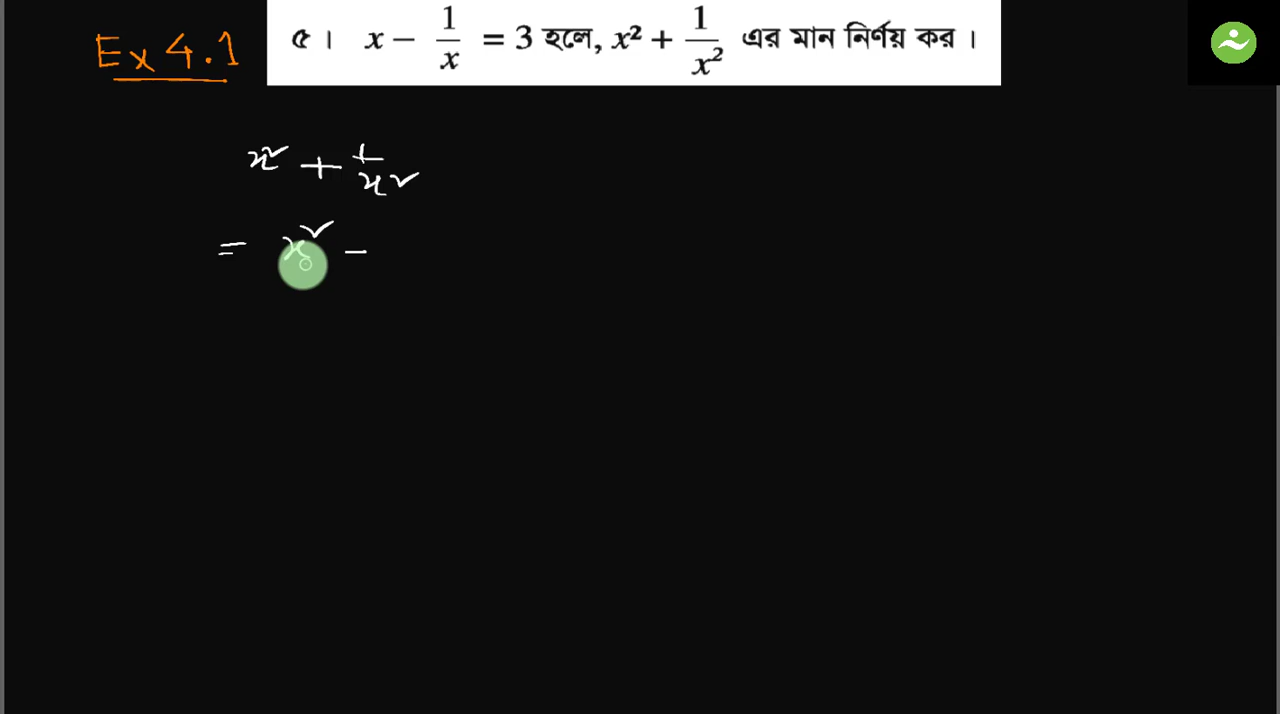 Ex 4.1
৫। x − 1/x = 3 হলে, x² + 1/x² এর মান নির্ণয় কর।
x² + 1/x²
= x² −